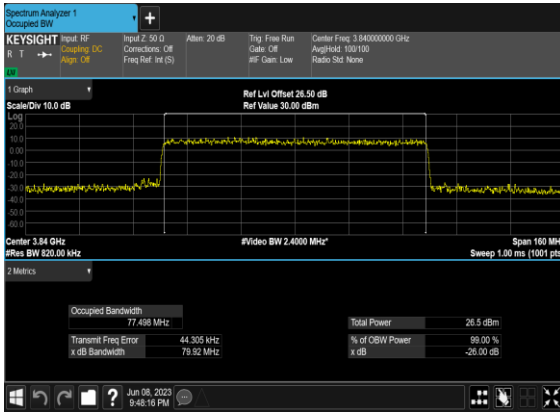 Spectrum Analyzer 1
Occupied BW
+
KEYSIGHT
R T
LW
Input: RF
Coupling: DC
Align: Off
Input Z: 50 Ω
Corrections: Off
Freq Ref: Int (S)
Atten: 20 dB
Trig: Free Run
Gate: Off
#IF Gain: Low
Center Freq: 3.840000000 GHz
Avg|Hold: 100/100
Radio Std: None
1 Graph
Scale/Div 10.0 dB
Ref Lvl Offset 26.50 dB
Ref Value 30.00 dBm
Log
20.0
10.0
0.00
-10.0
-20.0
-30.0
-40.0
-50.0
-60.0
Center 3.84 GHz
#Res BW 820.00 kHz
#Video BW 2.4000 MHz*
Span 160 MH
Sweep 1.00 ms (1001 pts
2 Metrics
Occupied Bandwidth
77.498 MHz
Transmit Freq Error 44.305 kHz
x dB Bandwidth 79.92 MHz
Total Power 26.5 dBm
% of OBW Power 99.00 %
x dB -26.00 dB
?
Jun 08, 2023
9:48:16 PM